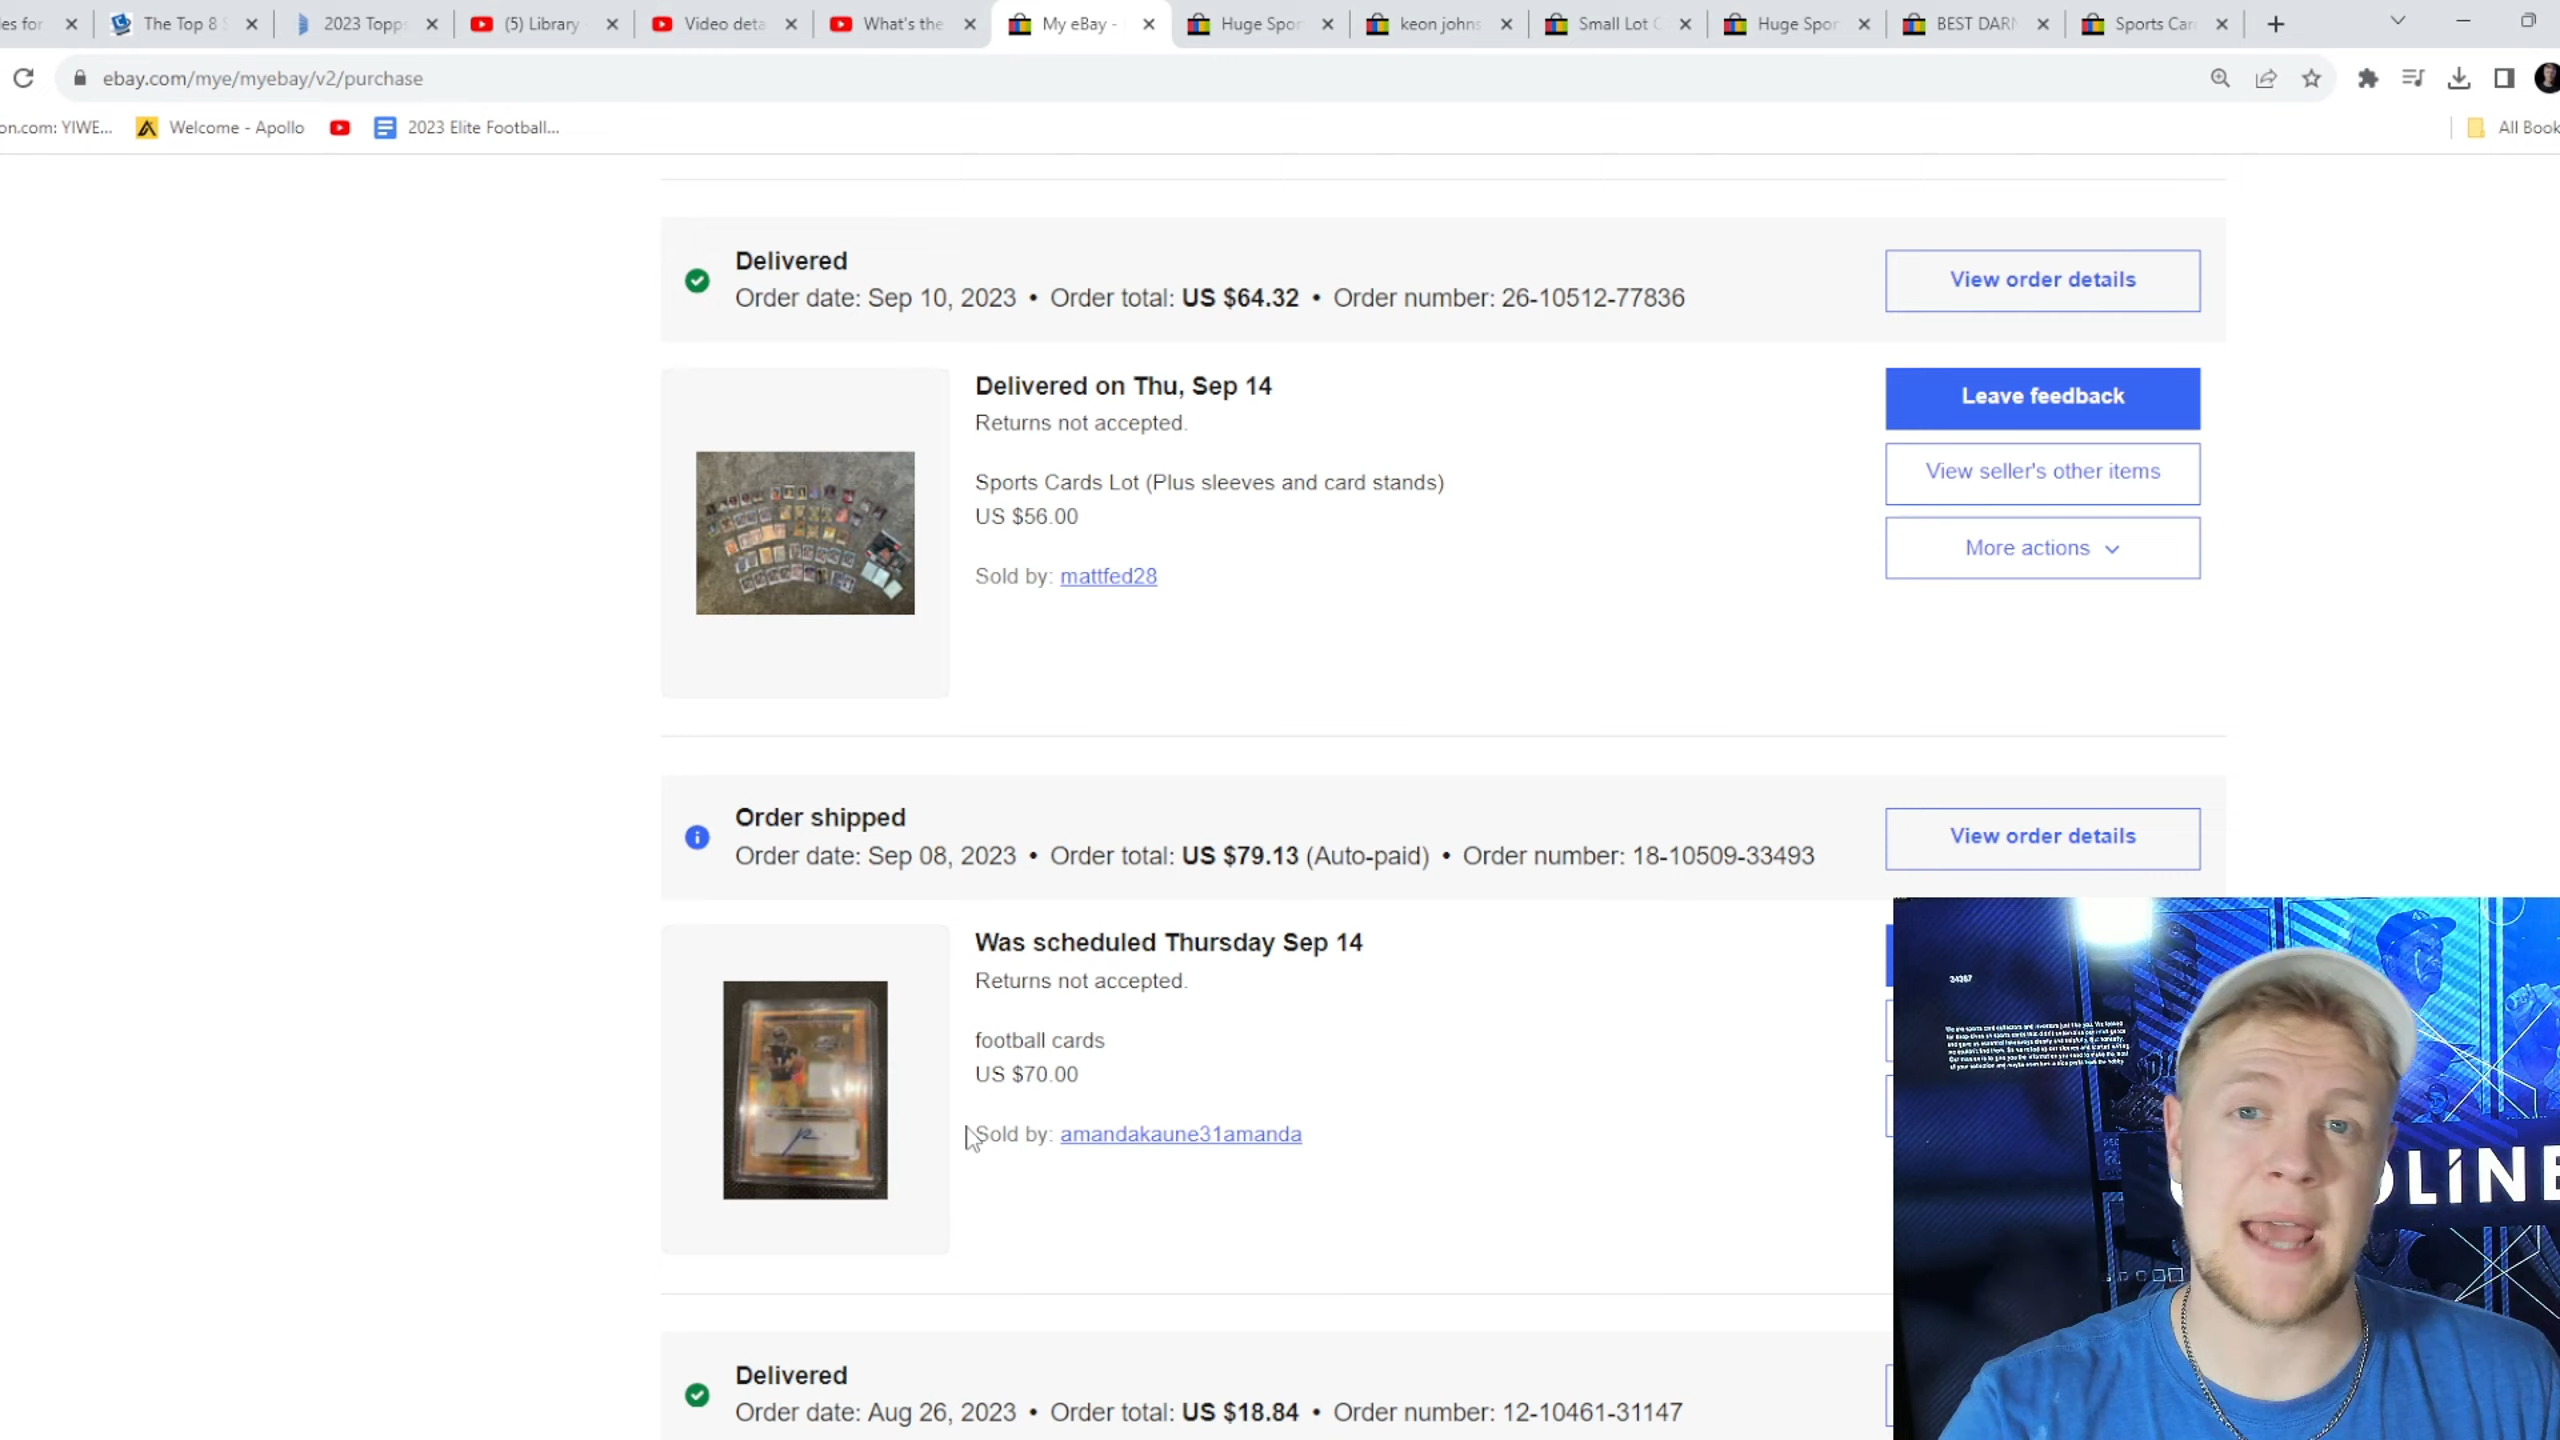 es for
The Top 8
2023 Topps
(5) Library
Video deta
What's the
My eBay -
Huge Spor
keon johns
Small Lot
Huge Spor
BEST DARN
Sports Car
ebay.com/mye/myebay/v2/purchase
on.com: YIWE...
Welcome - Apollo
2023 Elite Football...
All Book
Delivered
Order date: Sep 10, 2023 • Order total: US $64.32 • Order number: 26-10512-77836
View order details
Delivered on Thu, Sep 14
Returns not accepted.
Sports Cards Lot (Plus sleeves and card stands)
US $56.00
Sold by: mattfed28
Leave feedback
View seller's other items
More actions
Order shipped
Order date: Sep 08, 2023 • Order total: US $79.13 (Auto-paid) • Order number: 18-10509-33493
View order details
Was scheduled Thursday Sep 14
Returns not accepted.
football cards
US $70.00
Sold by: amandakaune31amanda
34367
DLINE
Delivered
Order date: Aug 26, 2023 • Order total: US $18.84 • Order number: 12-10461-31147